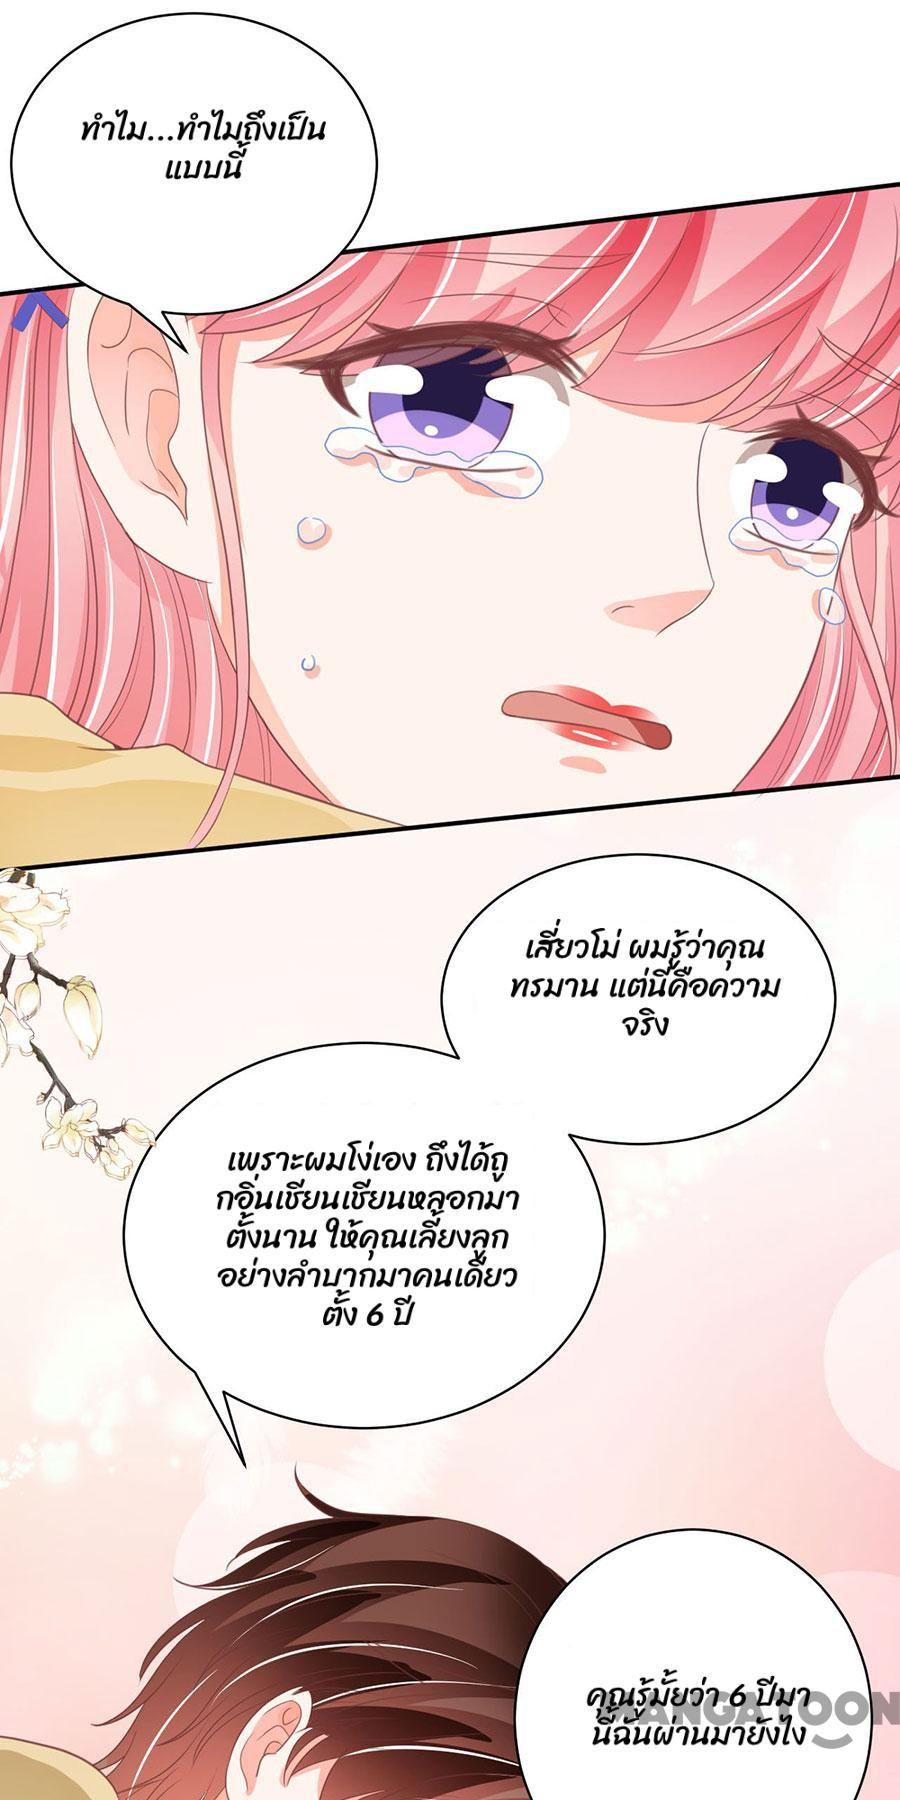 ทำไม...ทำไมถึงเป็น
แบบนี้
เสี่ยวโม่ ผมรู้ว่าคุณ
ทรมาน แต่นี่คือความ
จริง
เพราะผมโง่เอง ถึงได้ถู
กอิ่นเชียนเชียนหลอกมา
ตั้งนาน ให้คุณเลี้ยงลูก
อย่างลำบากมาคนเดียว
ตั้ง 6 ปี
คุณรู้มั้ยว่า 6 ปีมา
นี้ฉันผ่านมายังไง
MANGATOON